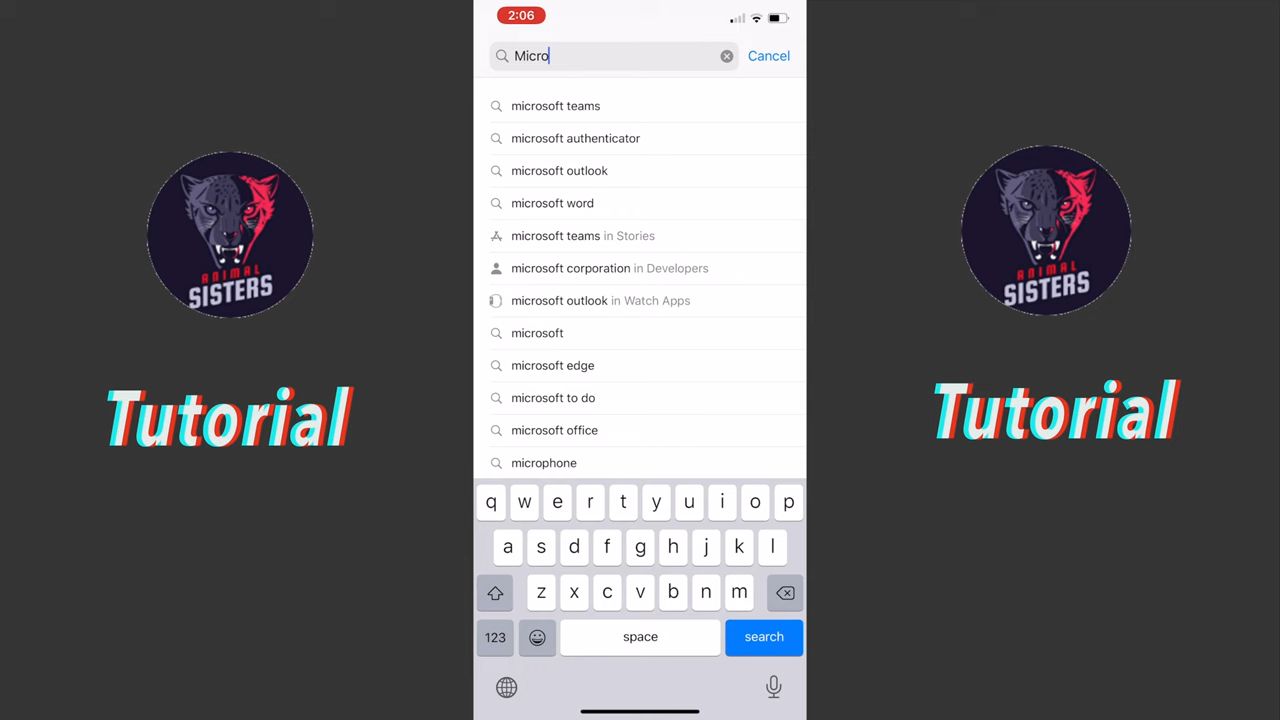 2:06
Micro
Cancel
microsoft teams
microsoft authenticator
microsoft outlook
microsoft word
microsoft teams in Stories
microsoft corporation in Developers
microsoft outlook in Watch Apps
microsoft
microsoft edge
microsoft to do
microsoft office
microphone
q w e r t y u i o p
a s d f g h j k l
z x c v b n m
123
space
search
ANIMAL
SISTERS
Tutorial
ANIMAL
SISTERS
Tutorial